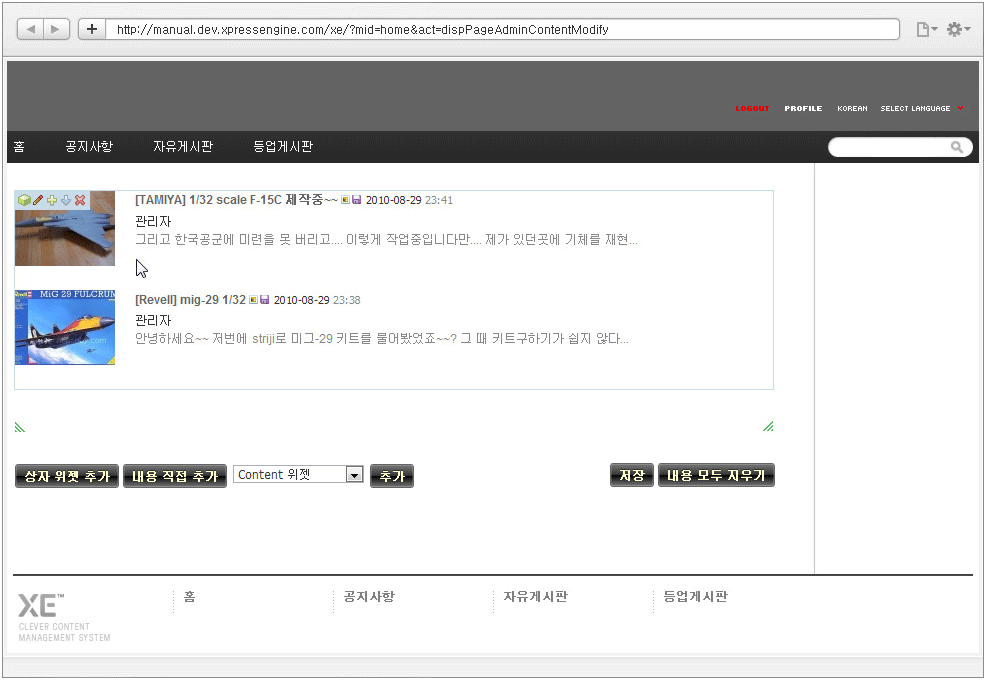 http://manual.dev.xpressengine.com/xe/?mid=home&act=dispPageAdminContentModify
LOGOUT PROFILE KOREAN SELECT LANGUAGE
홈 공지사항 자유게시판 등업게시판
[TAMIYA] 1/32 scale F-15C 제작중~~ 2010-08-29 23:41
관리자
그리고 한국공군에 미련을 못 버리고.... 이렇게 작업중입니다만.... 제가 있던곳에 기체를 재현...
Revell MiG 29 FULCRUM
[Revell] mig-29 1/32 2010-08-29 23:38
관리자
안녕하세요~~ 저번에 striji로 미그-29 키트를 물어봤었죠~~? 그 때 키트구하기가 쉽지 않다...
상자 위젯 추가 내용 직접 추가 Content 위젯 추가 저장 내용 모두 지우기
XE™ 홈 공지사항 자유게시판 등업게시판
CLEVER CONTENT
MANAGEMENT SYSTEM